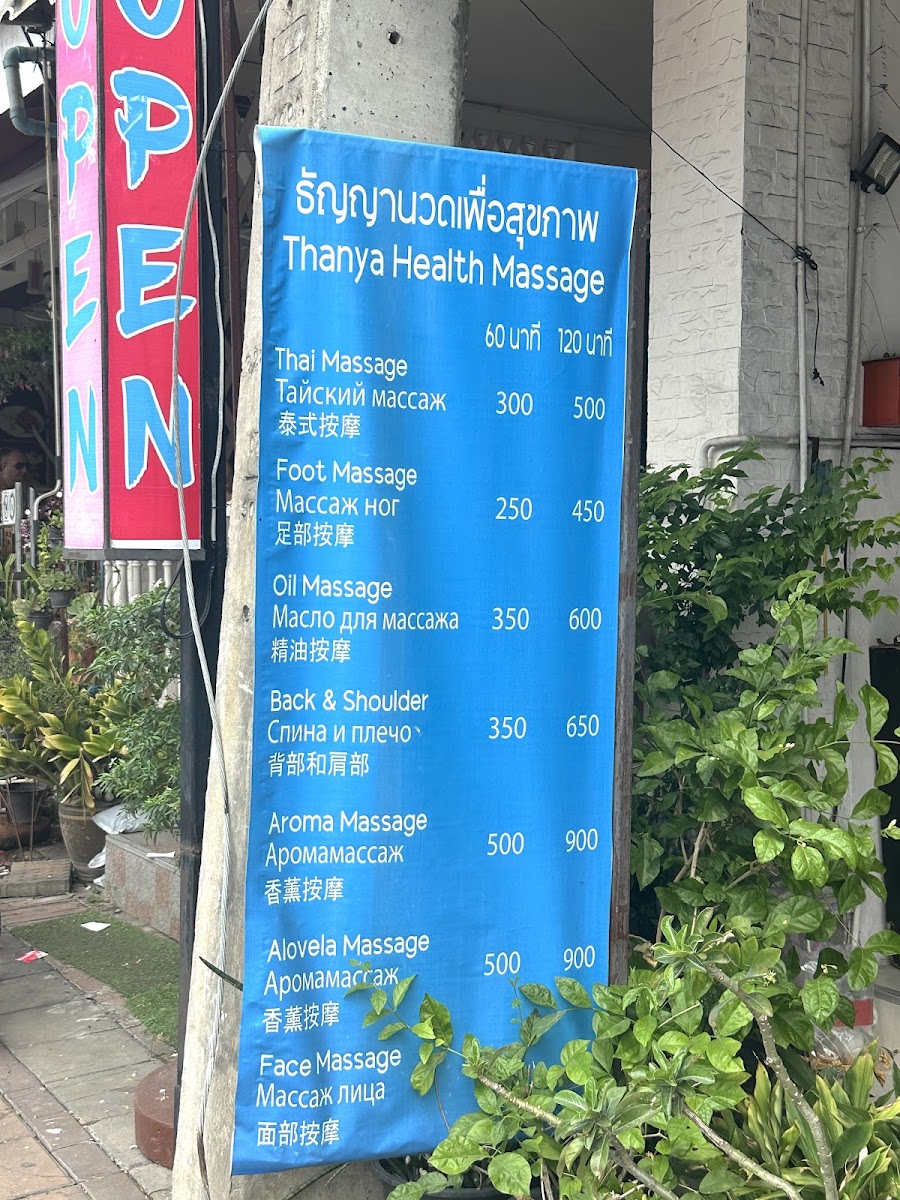 OPEN
OPEN
ธัญญานวดเพื่อสุขภาพ
Thanya Health Massage
60 นาที 120 นาที
Thai Massage
Тайский массаж 300 500
泰式按摩
Foot Massage
Массаж ног 250 450
足部按摩
Oil Massage
Масло для массажа 350 600
精油按摩
Back & Shoulder
Спина и плечо 350 650
背部和肩部
Aroma Massage
Аромамассаж 500 900
香薰按摩
Alovela Massage
Аромамассаж 500 900
香薰按摩
Face Massage
Массаж лица
面部按摩